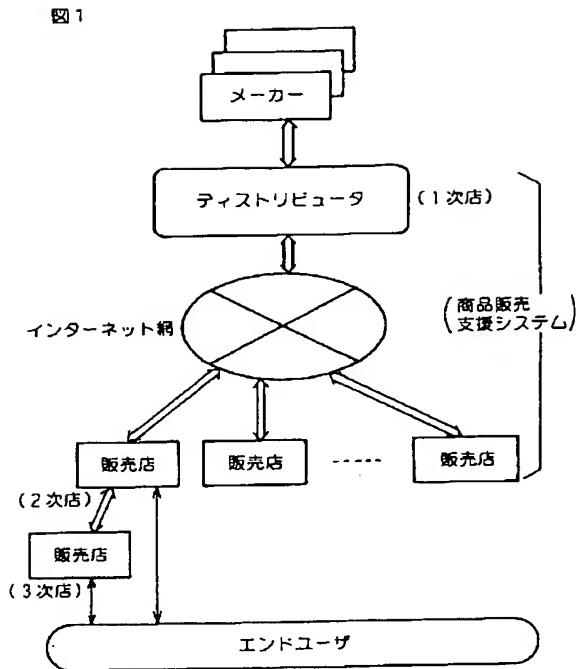 図1
メーカー
ディストリビュータ
(1次店)
(商品販売
支援システム)
インターネット網
販売店
販売店
-----
販売店
(2次店)
販売店
(3次店)
エンドユーザ